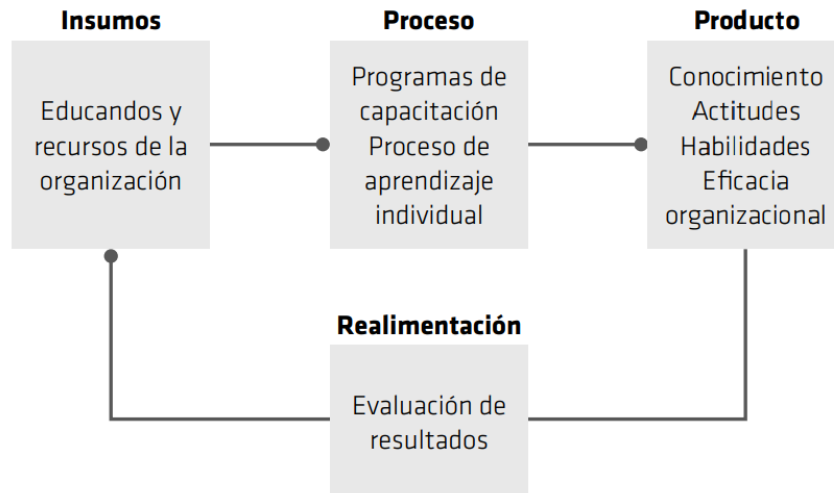 Insumos
Educandos y
recursos de la
organización
Proceso
Programas de
capacitación
Proceso de
aprendizaje
individual
Producto
Conocimiento
Actitudes
Habilidades
Eficacia
organizacional
Realimentación
Evaluación de
resultados